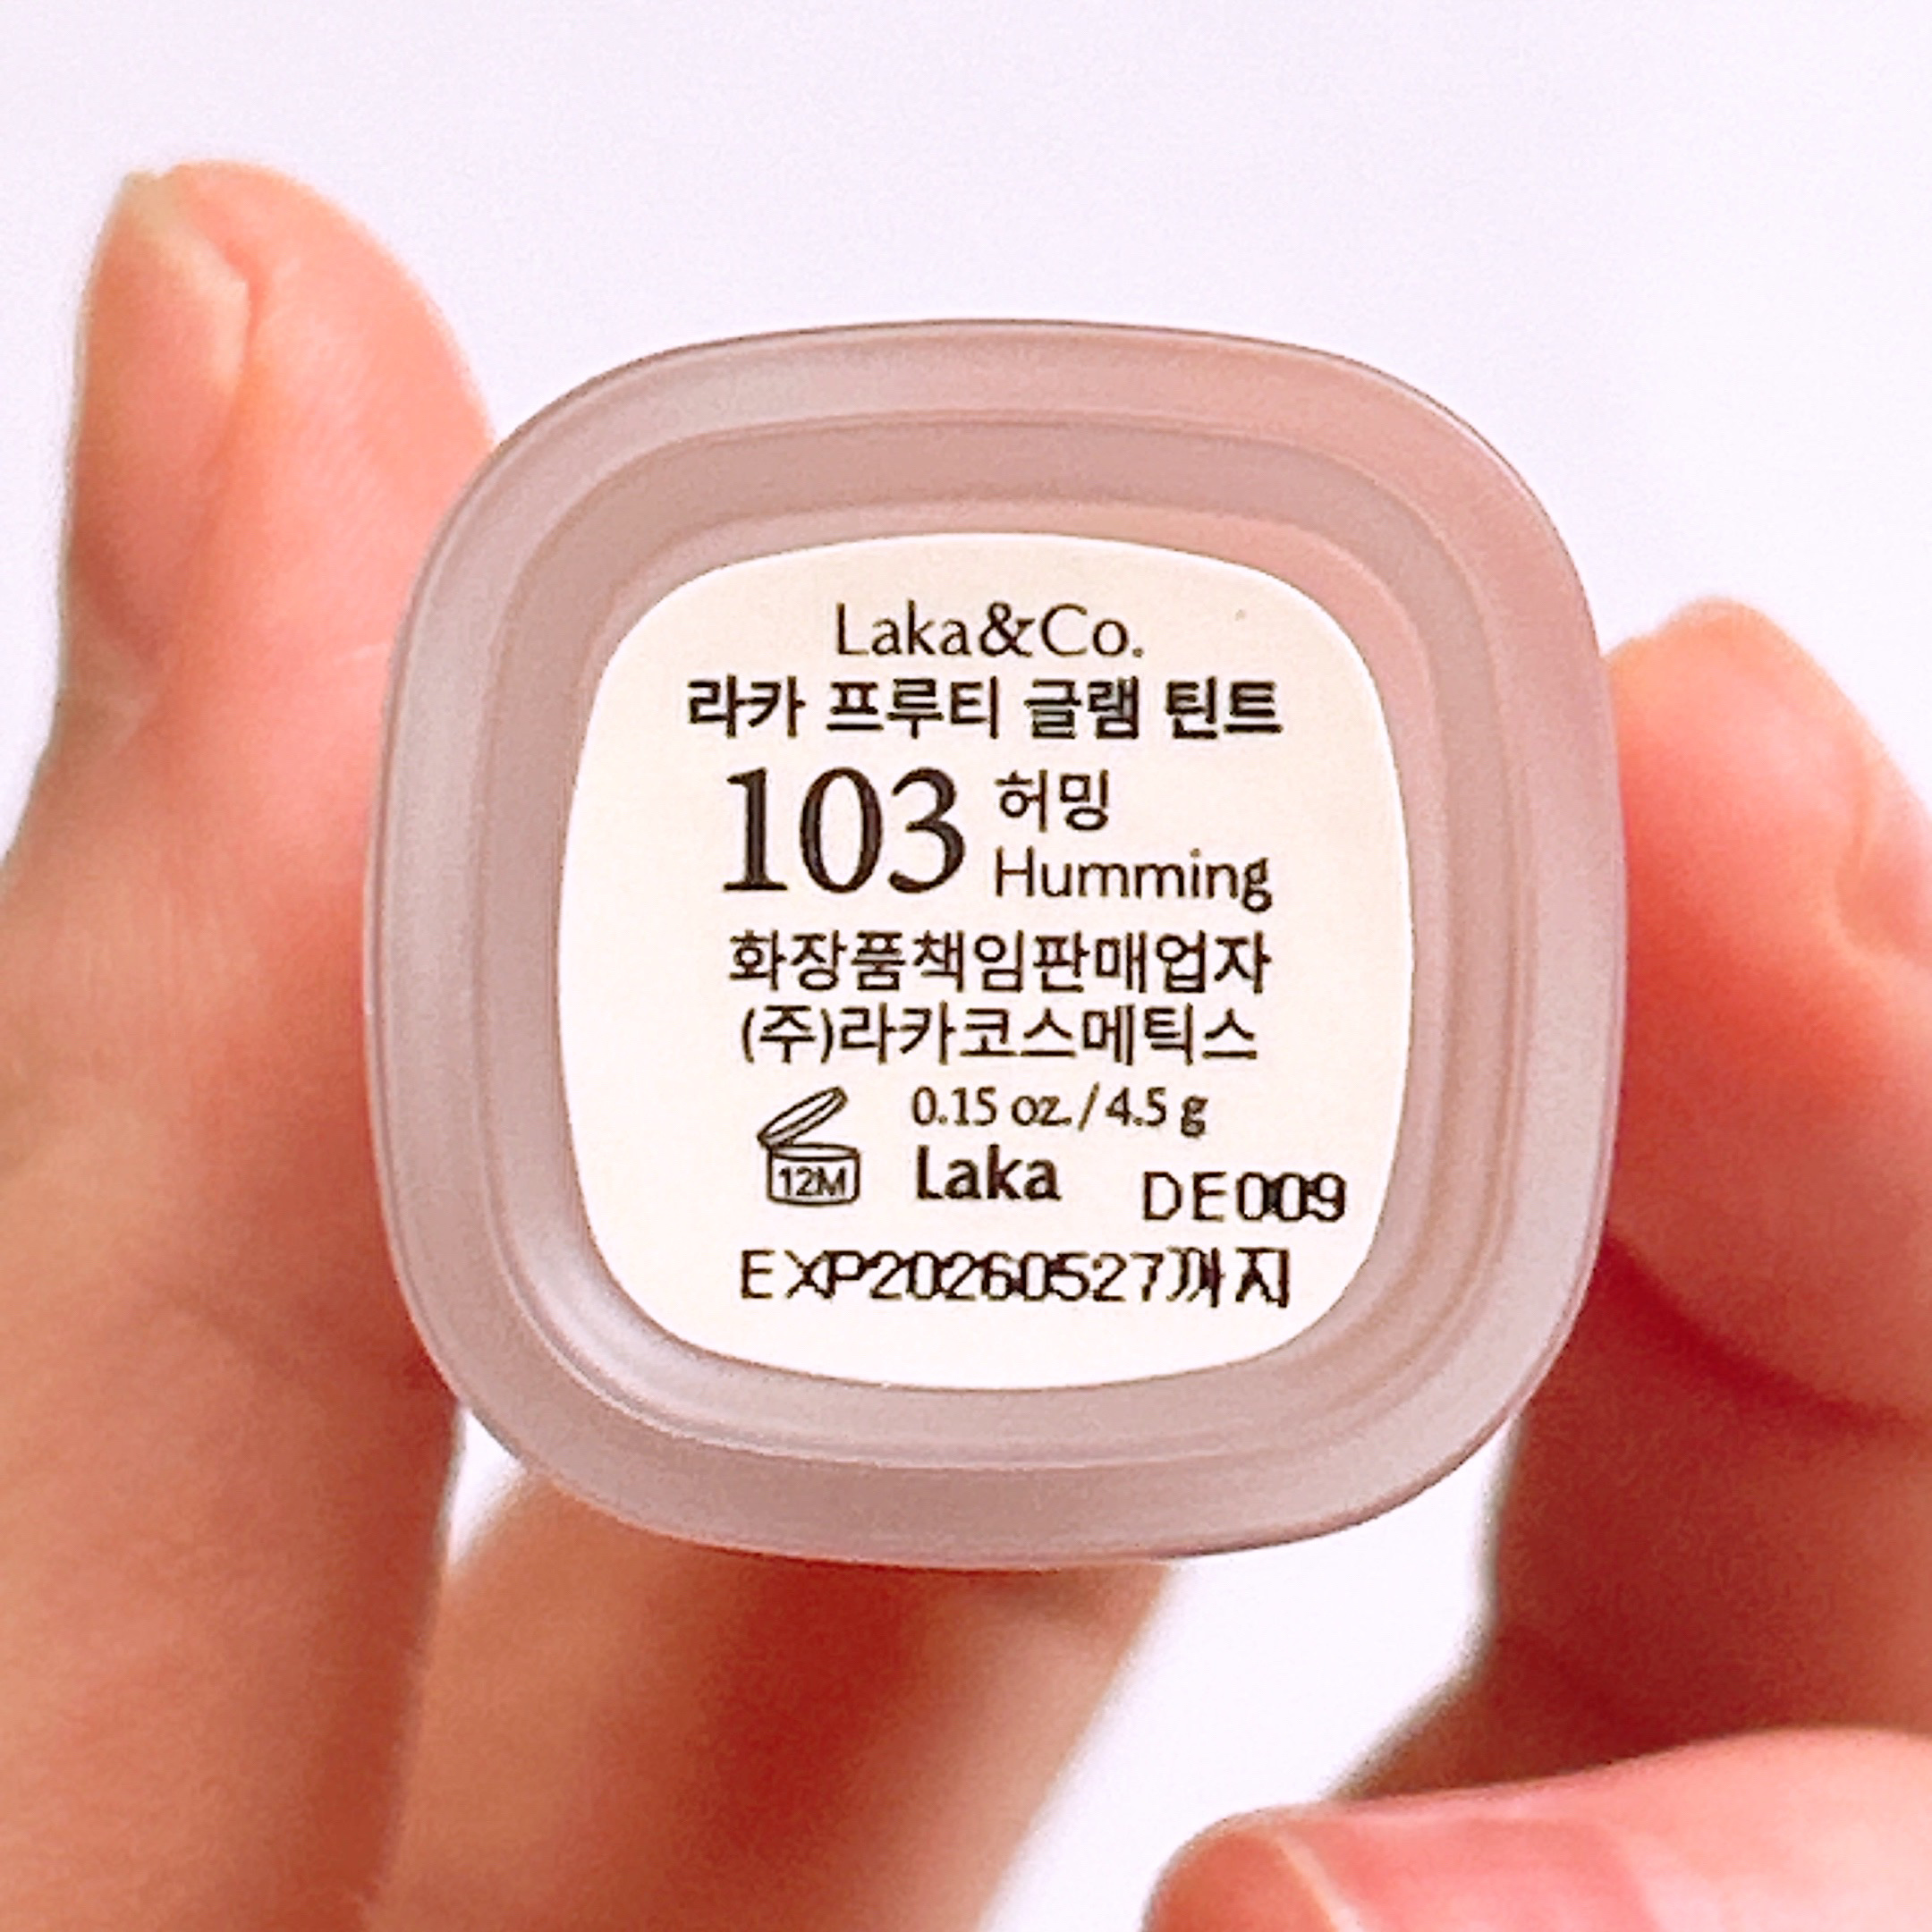 Laka&Co.
라카 프루티 글램 틴트
103 허밍
Humming
화장품책임판매업자
(주)라카코스메틱스
0.15 oz. / 4.5 g
12M Laka DE009
EXP20260527까지